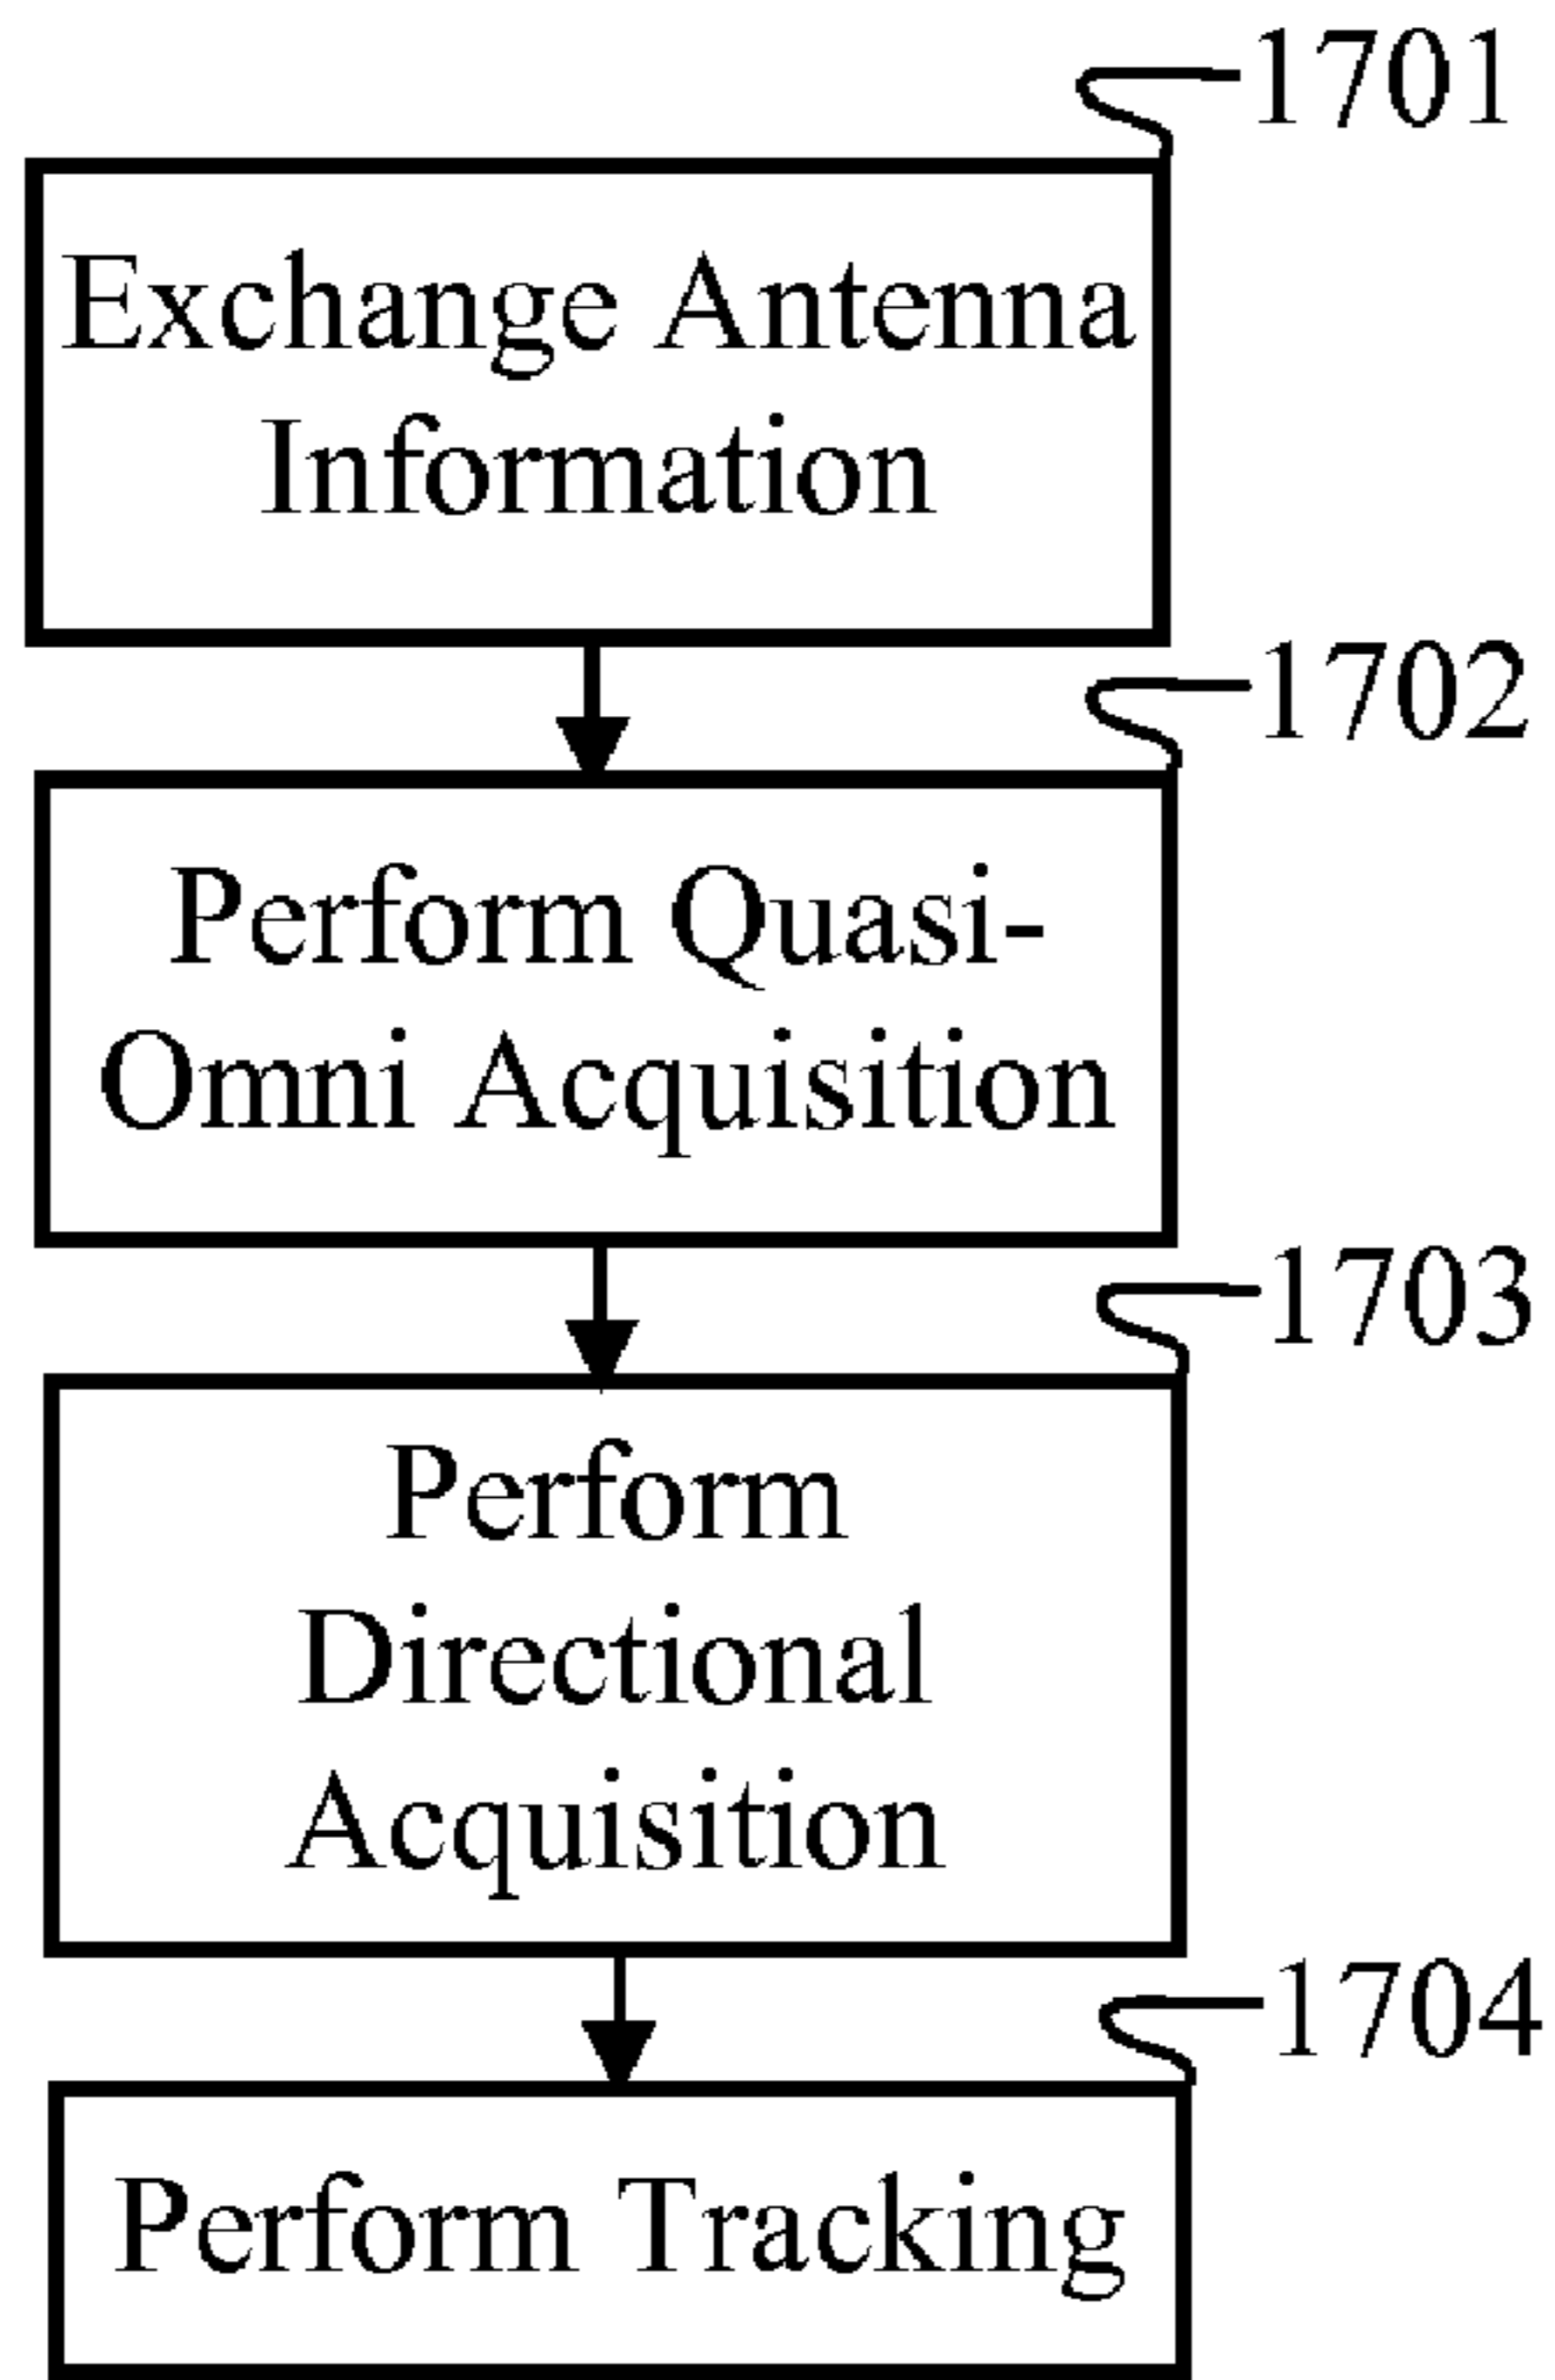 1701
Exchange Antenna
Information
1702
Perform Quasi-
Omni Acquisition
1703
Perform
Directional
Acquisition
1704
Perform Tracking